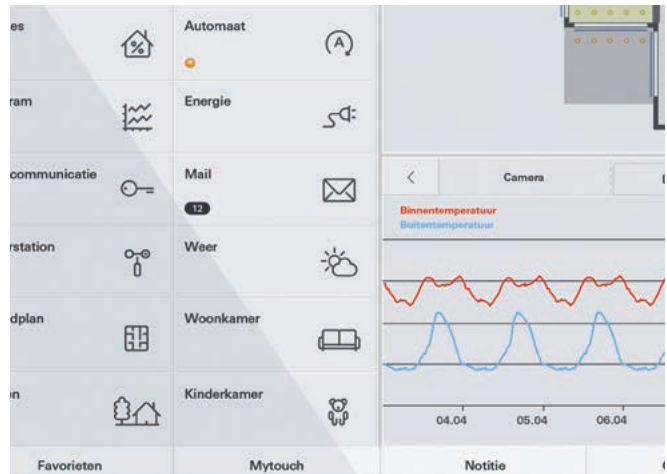 es
Automaat
ram
Energie
communicatie
Mail
12
rstation
Weer
dplan
Woonkamer
n
Kinderkamer
Favorieten
Mytouch
Camera
Binnentemperatuur
Buitentemperatuur
04.04
05.04
06.04
Notitie